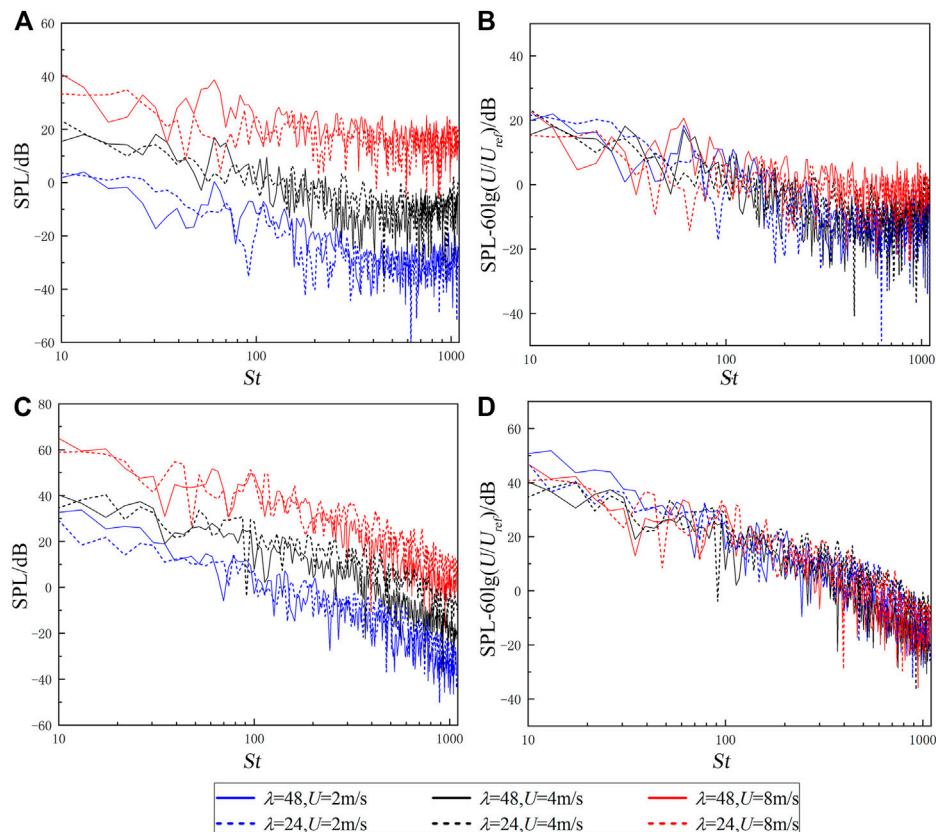 A
SPL/dB
60
40
20
0
−20
−40
−60
10
100
1000
St
B
SPL-60lg(U/U_ref)/dB
40
20
0
−20
−40
10
100
1000
St
C
SPL/dB
80
60
40
20
0
−20
−40
−60
10
100
1000
St
D
SPL-60lg(U/U_ref)/dB
60
40
20
0
−20
−40
10
100
1000
St
λ=48,U=2m/s λ=48,U=4m/s λ=48,U=8m/s
λ=24,U=2m/s λ=24,U=4m/s λ=24,U=8m/s